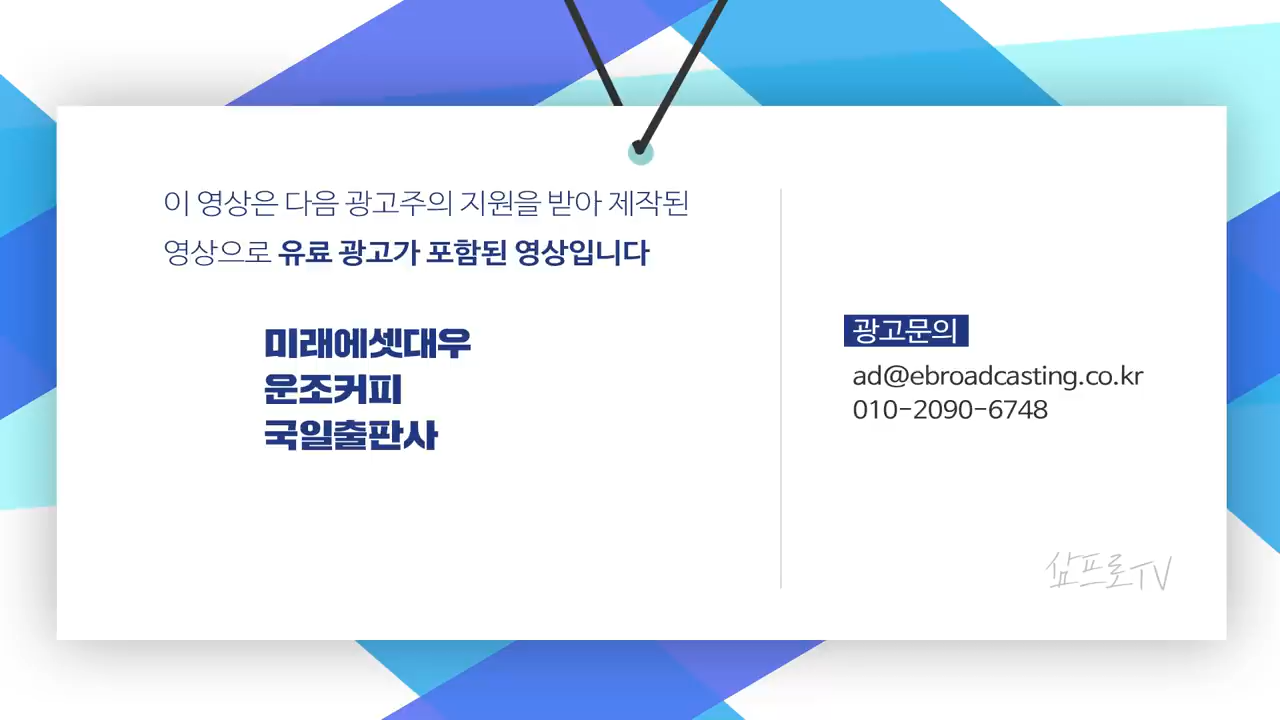 이 영상은 다음 광고주의 지원을 받아 제작된
영상으로 유료 광고가 포함된 영상입니다
미래에셋대우
운조커피
국일출판사
광고문의
ad@ebroadcasting.co.kr
010-2090-6748
삼프로TV